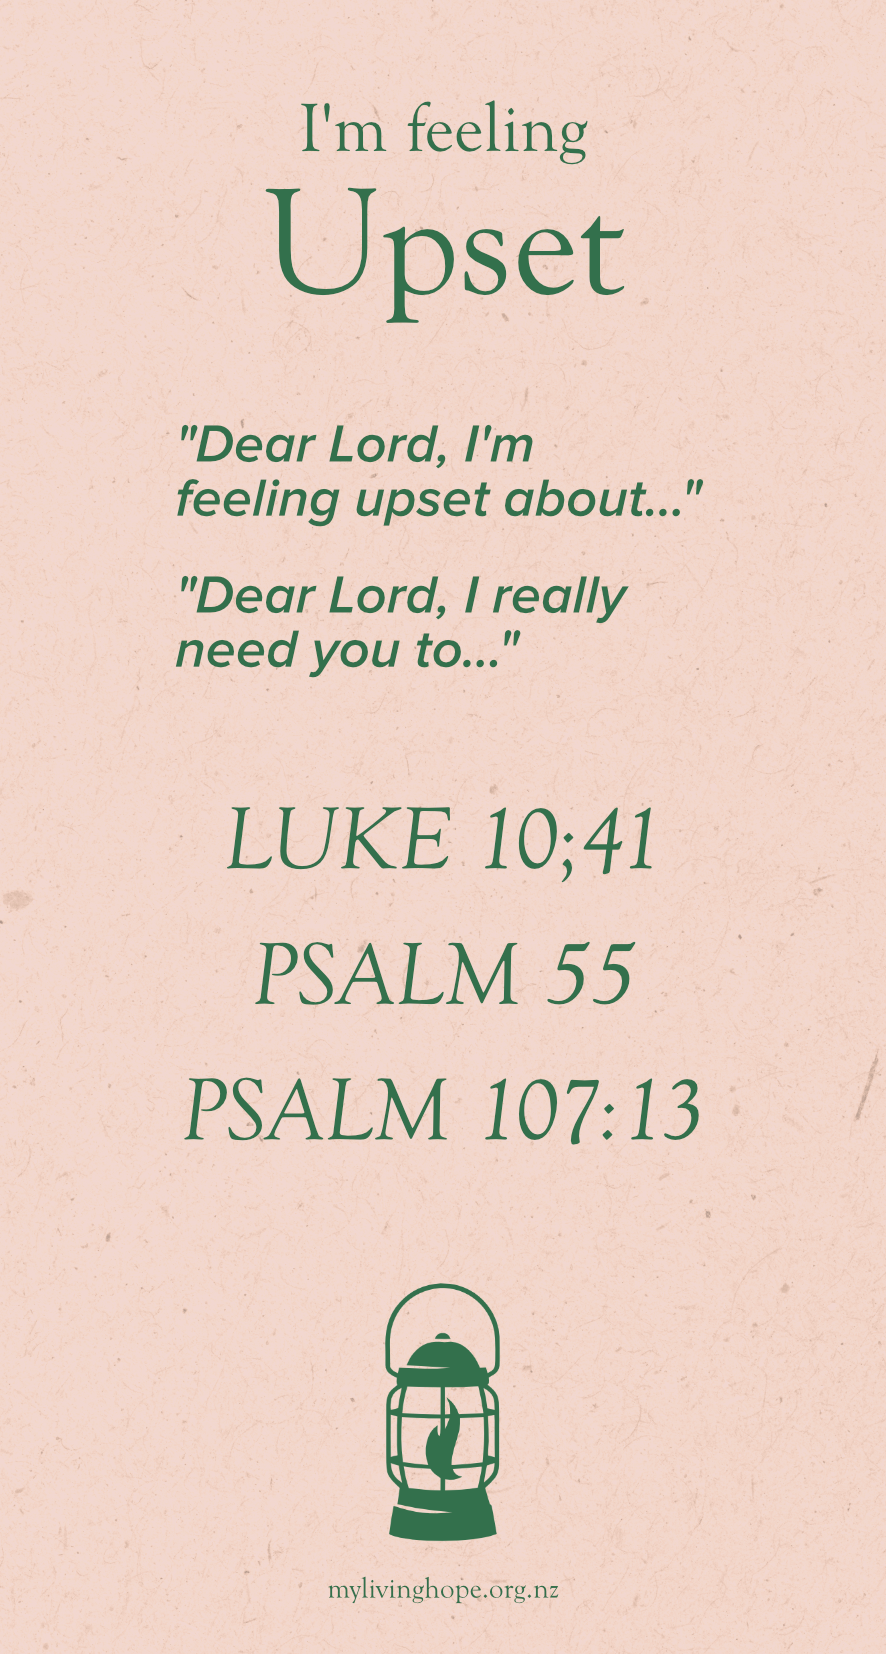 I'm feeling
Upset
"Dear Lord, I'm
feeling upset about..."
"Dear Lord, I really
need you to..."
LUKE 10;41
PSALM 55
PSALM 107:13
mylivinghope.org.nz